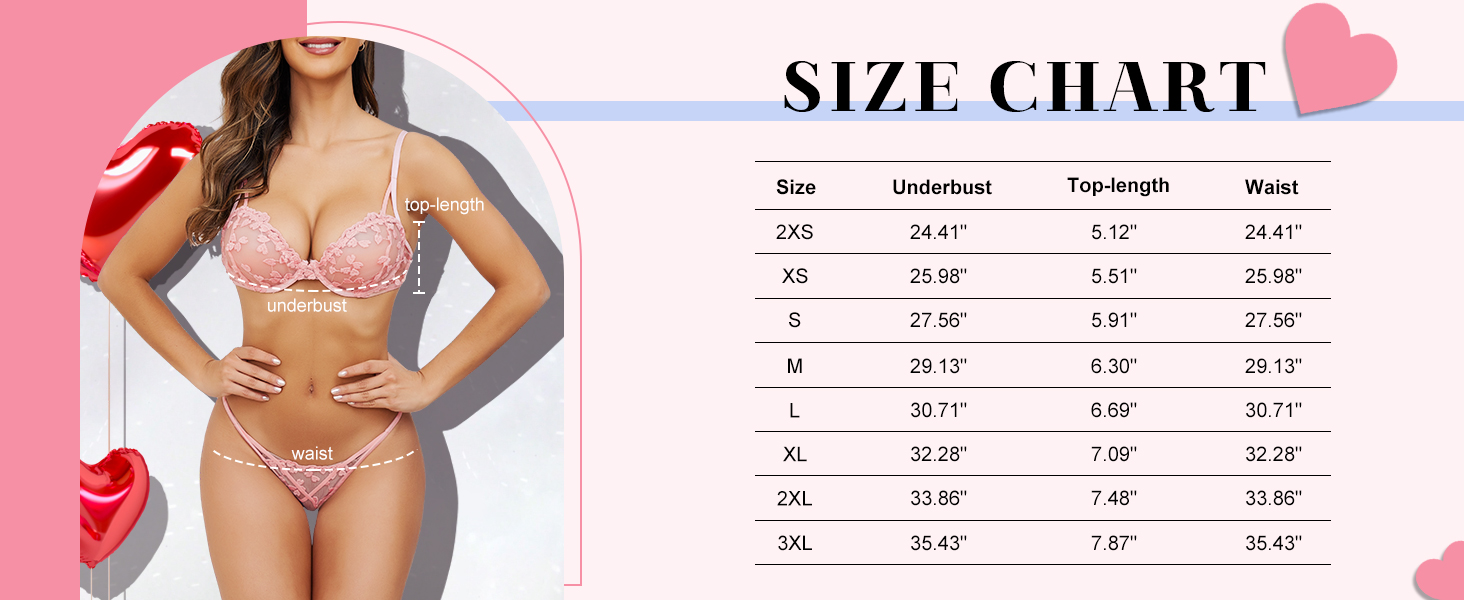 SIZE CHART
top-length
underbust
waist
Size Underbust Top-length Waist
2XS 24.41" 5.12" 24.41"
XS 25.98" 5.51" 25.98"
S 27.56" 5.91" 27.56"
M 29.13" 6.30" 29.13"
L 30.71" 6.69" 30.71"
XL 32.28" 7.09" 32.28"
2XL 33.86" 7.48" 33.86"
3XL 35.43" 7.87" 35.43"